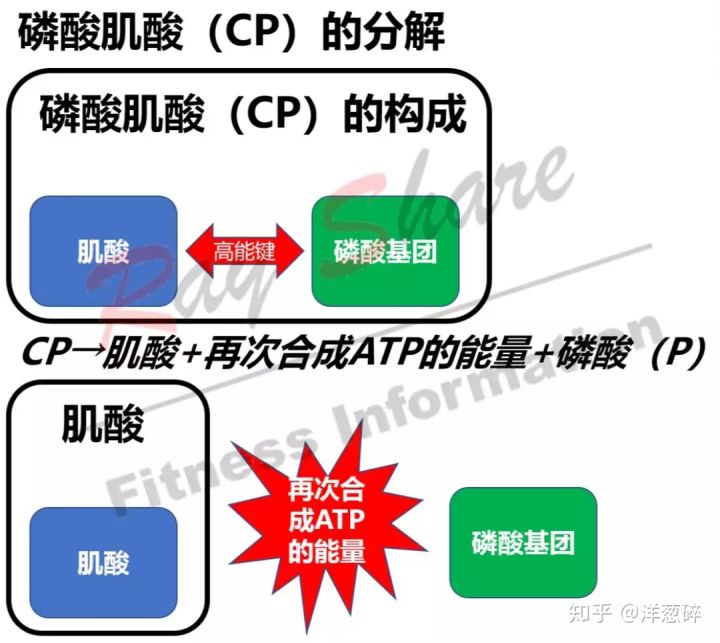 磷酸肌酸（CP）的分解
磷酸肌酸（CP）的构成
肌酸
高能键
磷酸基团
CP→肌酸+再次合成ATP的能量+磷酸（P）
肌酸
肌酸
再次合
成ATP
的能量
磷酸基团
Ray Share
Fitness Information
知乎 @洋葱碎